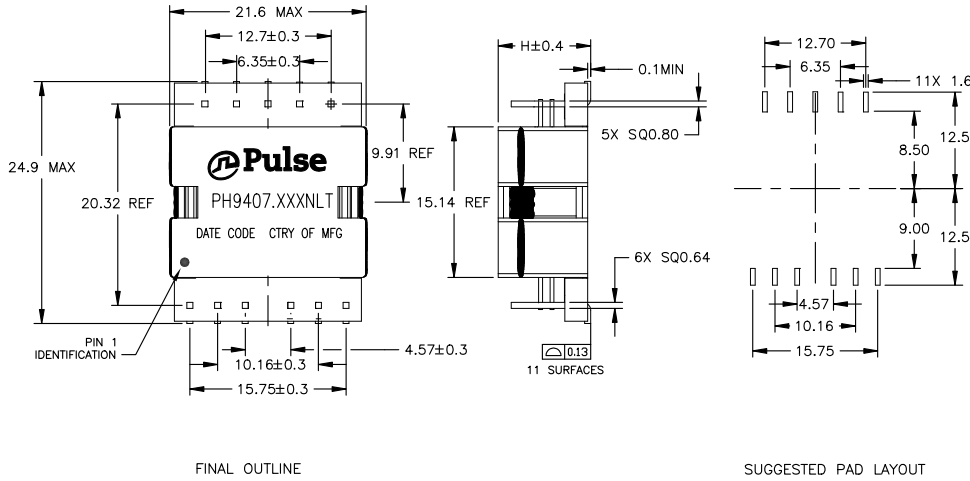 21.6 MAX
12.7±0.3
6.35±0.3
24.9 MAX
20.32 REF
9.91 REF
Pulse
PH9407.XXXNLT
DATE CODE CTRY OF MFG
PIN 1
IDENTIFICATION
4.57±0.3
10.16±0.3
15.75±0.3
FINAL OUTLINE
H±0.4
0.1MIN
5X SQ0.80
15.14 REF
6X SQ0.64
0.13
11 SURFACES
12.70
6.35
11X 1.6
12.5
8.50
9.00
12.5
4.57
10.16
15.75
SUGGESTED PAD LAYOUT